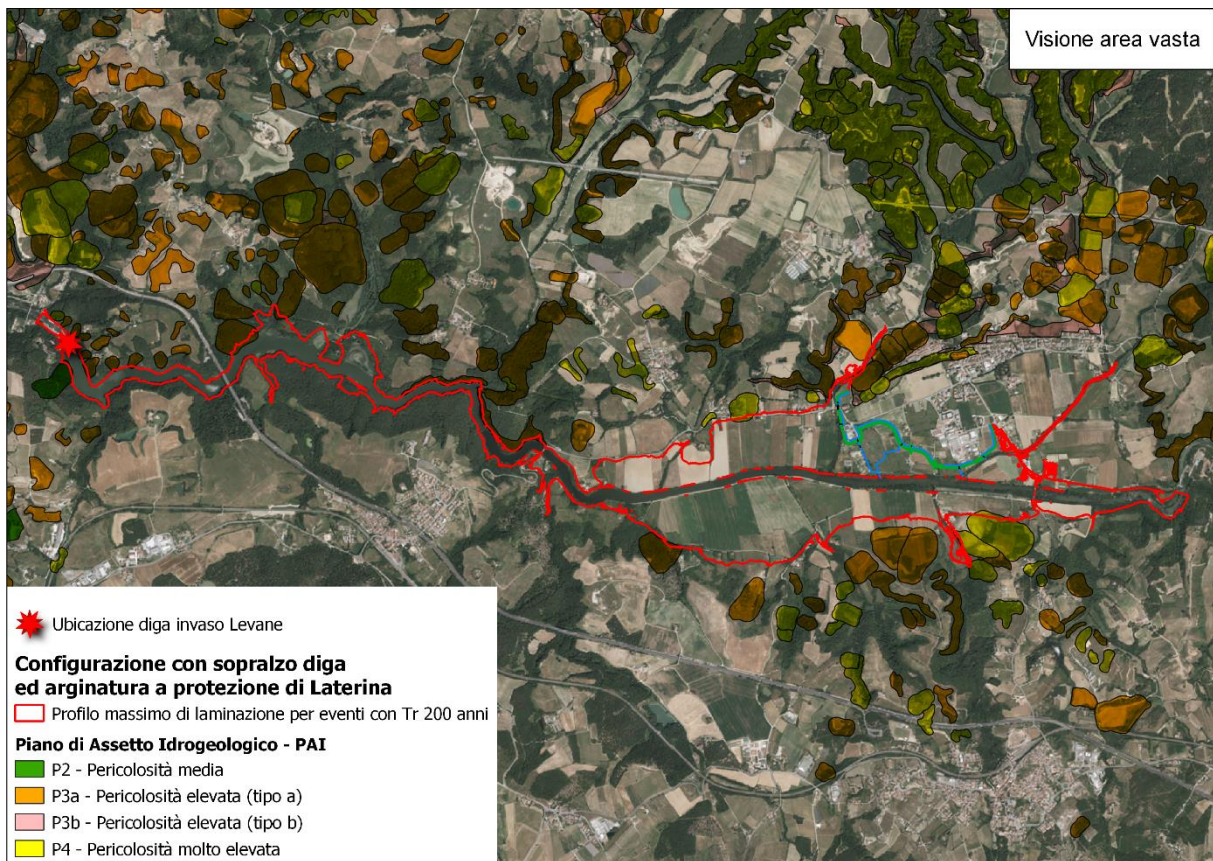 Visione area vasta
Ubicazione diga invaso Levane
Configurazione con sopralzo diga
ed arginatura a protezione di Laterina
Profilo massimo di laminazione per eventi con Tr 200 anni
Piano di Assetto Idrogeologico - PAI
P2 - Pericolosità media
P3a - Pericolosità elevata (tipo a)
P3b - Pericolosità elevata (tipo b)
P4 - Pericolosità molto elevata